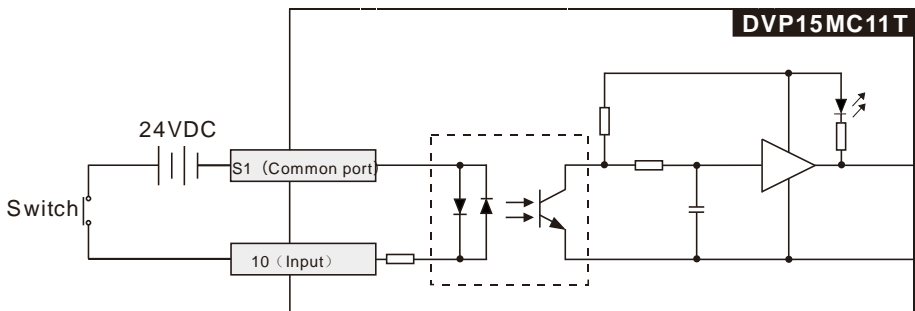 DVP15MC11T
24VDC
S1 (Common port)
Switch
10 (Input)